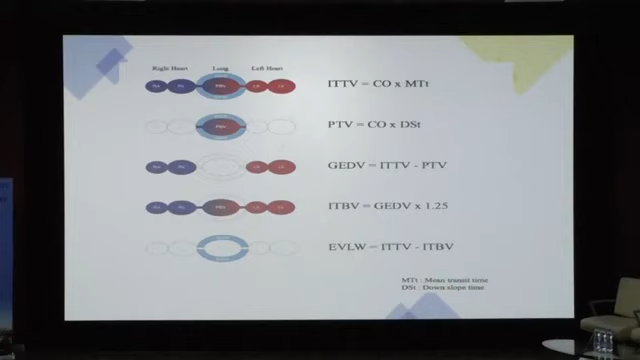 Right Heart Lung Left Heart
ITTV = CO x MTt
PTV = CO x DSt
GEDV = ITTV - PTV
ITBV = GEDV x 1.25
EVLW = ITTV - ITBV
MTt : Mean transit time
DSt : Down slope time